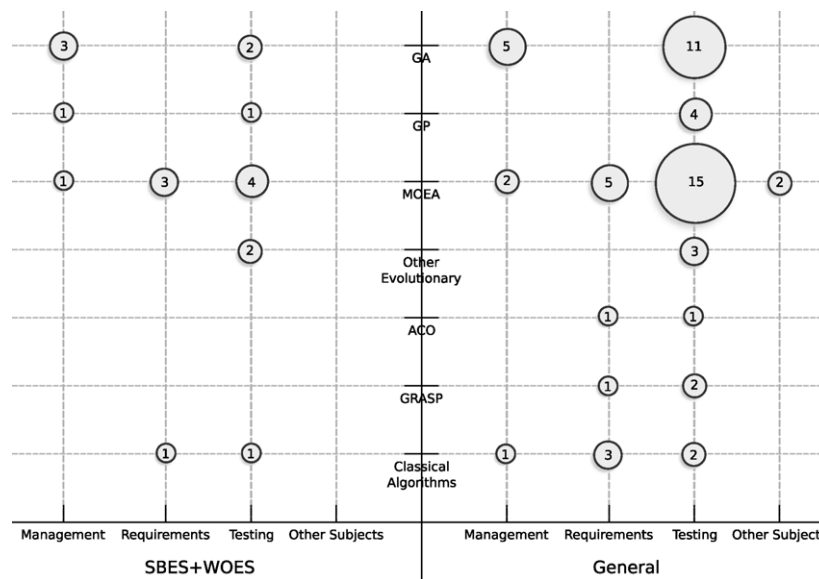 3 2 GA 5 11
1 1 GP 4
1 3 4 MOEA 2 5 15 2
2 Other Evolutionary 3
ACO 1 1
GRASP 1 2
1 1 Classical Algorithms 1 3 2
Management Requirements Testing Other Subjects Management Requirements Testing Other Subject
SBES+WOES General